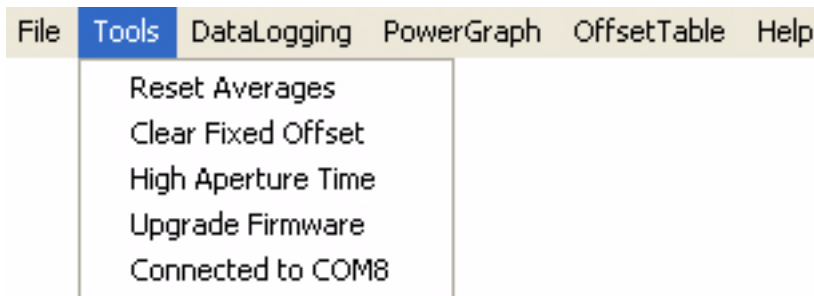 File Tools DataLogging PowerGraph OffsetTable Help
Reset Averages
Clear Fixed Offset
High Aperture Time
Upgrade Firmware
Connected to COM8